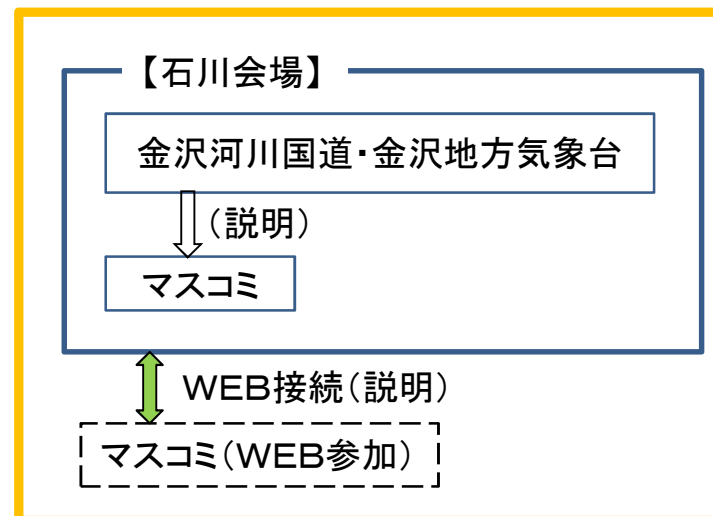 【石川会場】
金沢河川国道・金沢地方気象台
（説明）
マスコミ
ＷＥＢ接続（説明）
マスコミ（ＷＥＢ参加）